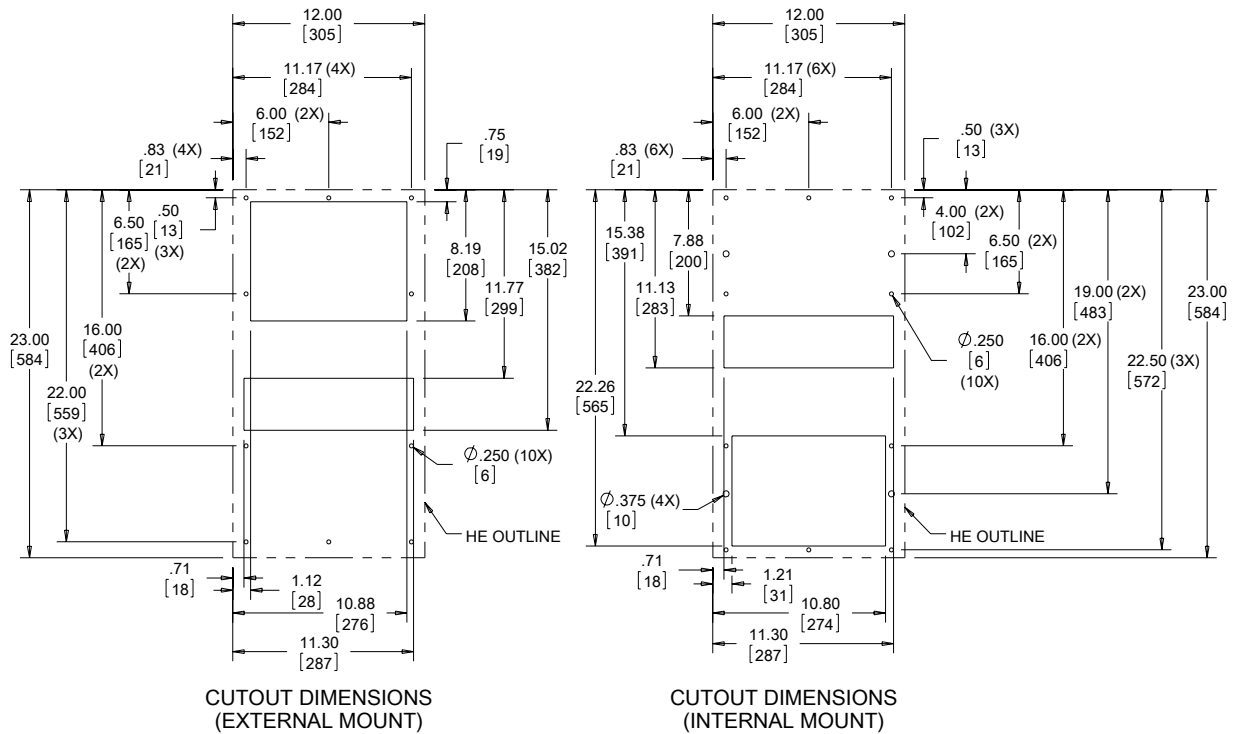 12.00
[305]
11.17 (4X)
[284]
6.00 (2X)
[152]
.83 (4X)
[21]
.75
[19]
.50
[13]
(3X)
6.50
[165]
(2X)
8.19
[208]
15.02
[382]
11.77
[299]
16.00
[406]
(2X)
23.00
[584]
22.00
[559]
(3X)
Ø.250 (10X)
[6]
HE OUTLINE
.71
[18]
1.12
[28]
10.88
[276]
11.30
[287]
CUTOUT DIMENSIONS
(EXTERNAL MOUNT)
12.00
[305]
11.17 (6X)
[284]
6.00 (2X)
[152]
.83 (6X)
[21]
.50 (3X)
[13]
4.00 (2X)
[102]
6.50 (2X)
[165]
15.38
[391]
7.88
[200]
11.13
[283]
19.00 (2X)
[483]
23.00
[584]
Ø.250
[6]
(10X)
16.00 (2X)
[406]
22.50 (3X)
[572]
22.26
[565]
Ø.375 (4X)
[10]
HE OUTLINE
.71
[18]
1.21
[31]
10.80
[274]
11.30
[287]
CUTOUT DIMENSIONS
(INTERNAL MOUNT)